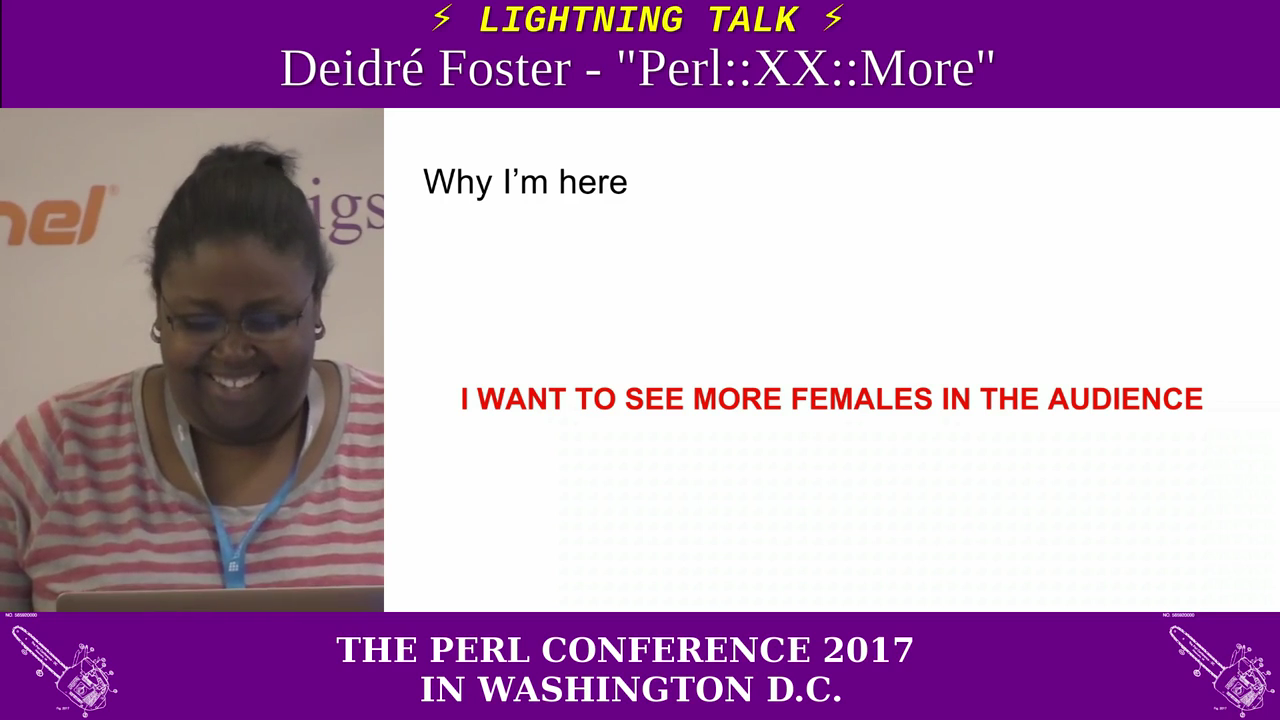 ⚡ LIGHTNING TALK ⚡
Deidré Foster - "Perl::XX::More"
nel®
igs
Why I'm here
I WANT TO SEE MORE FEMALES IN THE AUDIENCE
THE PERL CONFERENCE 2017
IN WASHINGTON D.C.